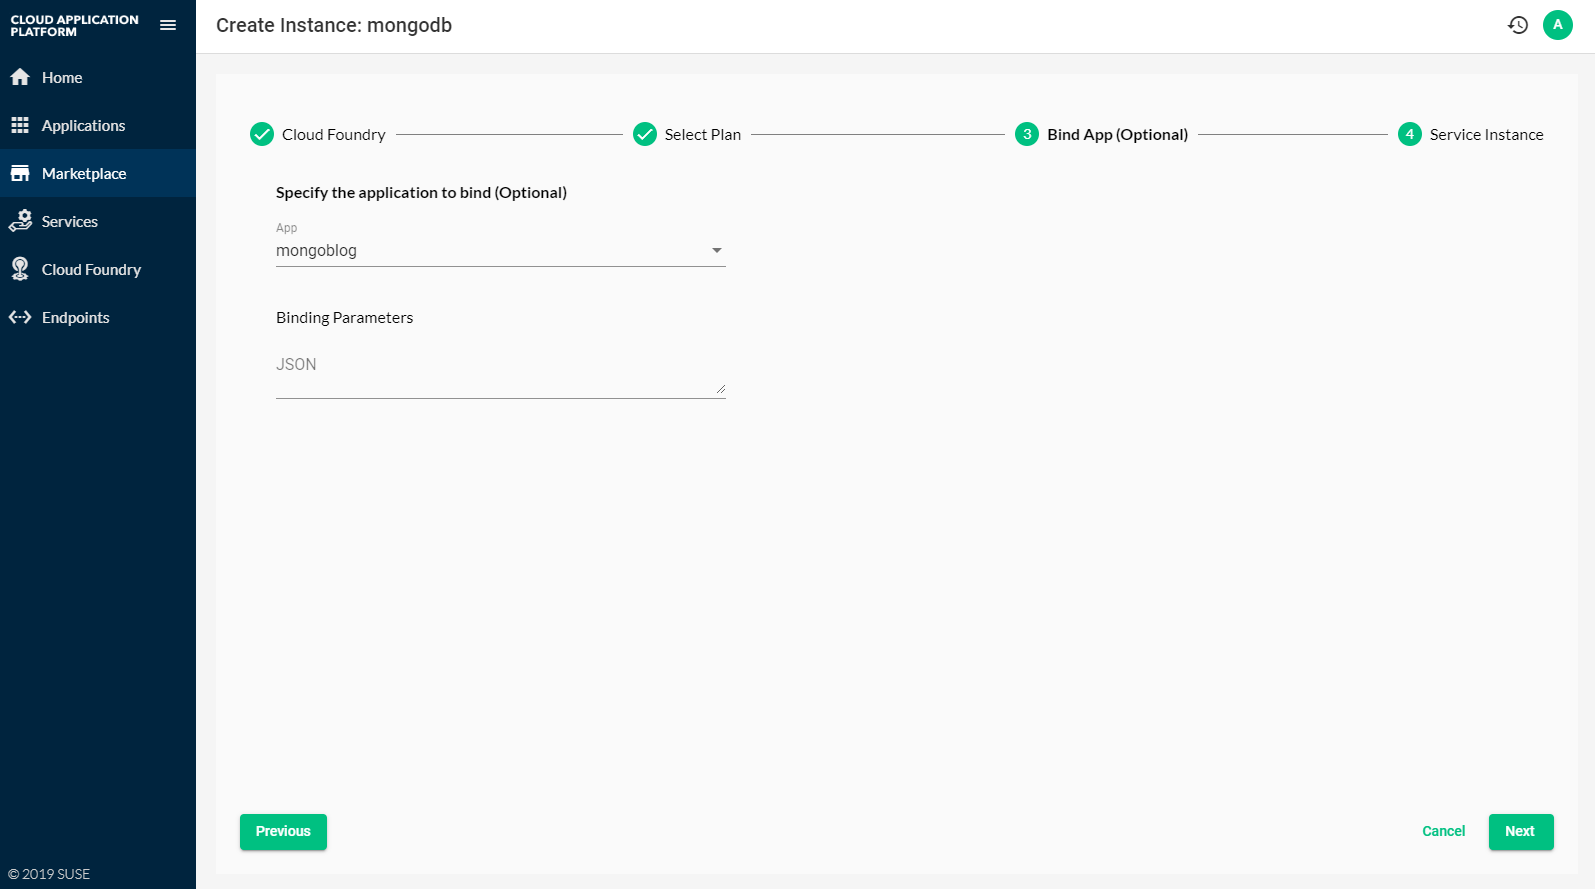 CLOUD APPLICATION
PLATFORM
Create Instance: mongodb
A
Home
Applications
Marketplace
Services
Cloud Foundry
Endpoints
Cloud Foundry
Select Plan
3 Bind App (Optional)
4 Service Instance
Specify the application to bind (Optional)
App
mongoblog
Binding Parameters
JSON
Previous
Cancel
Next
© 2019 SUSE